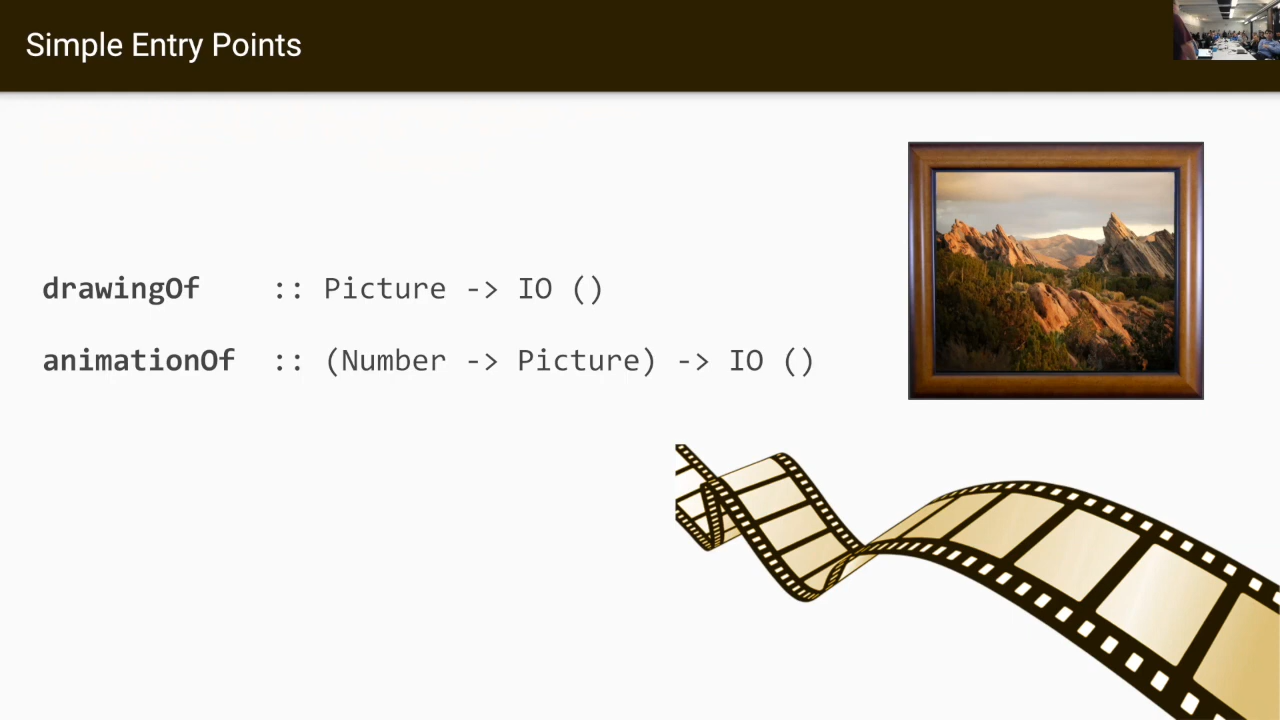 Simple Entry Points
drawingOf :: Picture -> IO ()
animationOf :: (Number -> Picture) -> IO ()